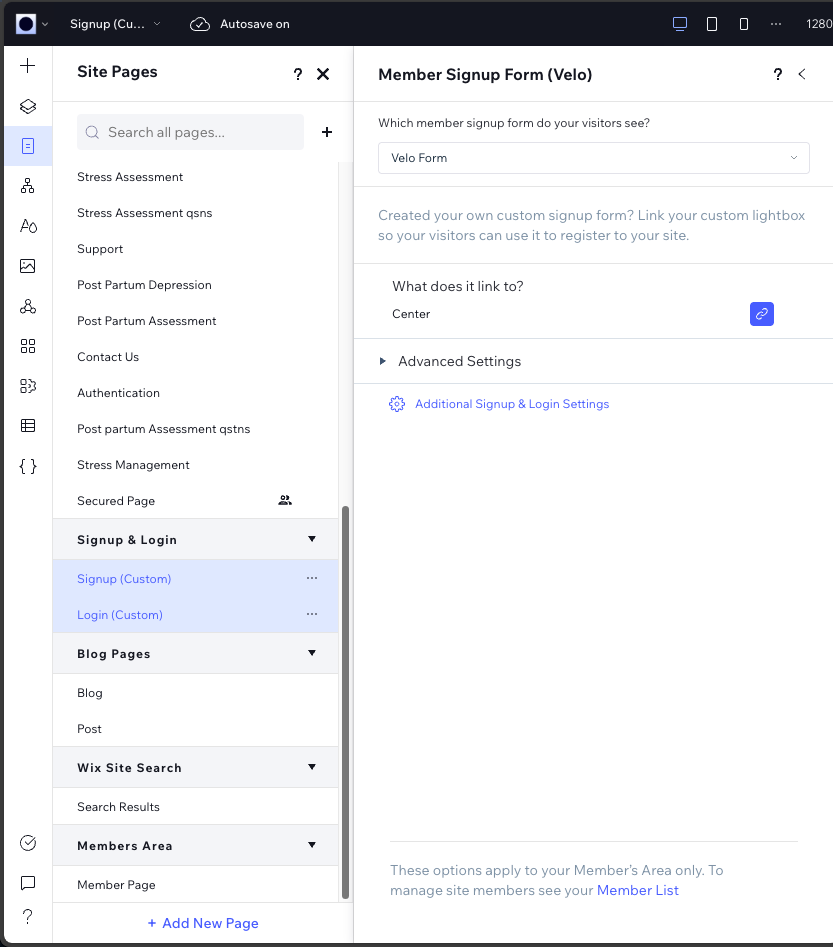 Signup (Cu...
Autosave on
1280
Site Pages
?
Search all pages...
Stress Assessment
Stress Assessment qsns
Support
Post Partum Depression
Post Partum Assessment
Contact Us
Authentication
Post partum Assessment qstns
Stress Management
Secured Page
Signup & Login
Signup (Custom)
Login (Custom)
Blog Pages
Blog
Post
Wix Site Search
Search Results
Members Area
Member Page
+ Add New Page
Member Signup Form (Velo)
?
Which member signup form do your visitors see?
Velo Form
Created your own custom signup form? Link your custom lightbox
so your visitors can use it to register to your site.
What does it link to?
Center
Advanced Settings
Additional Signup & Login Settings
These options apply to your Member's Area only. To
manage site members see your Member List